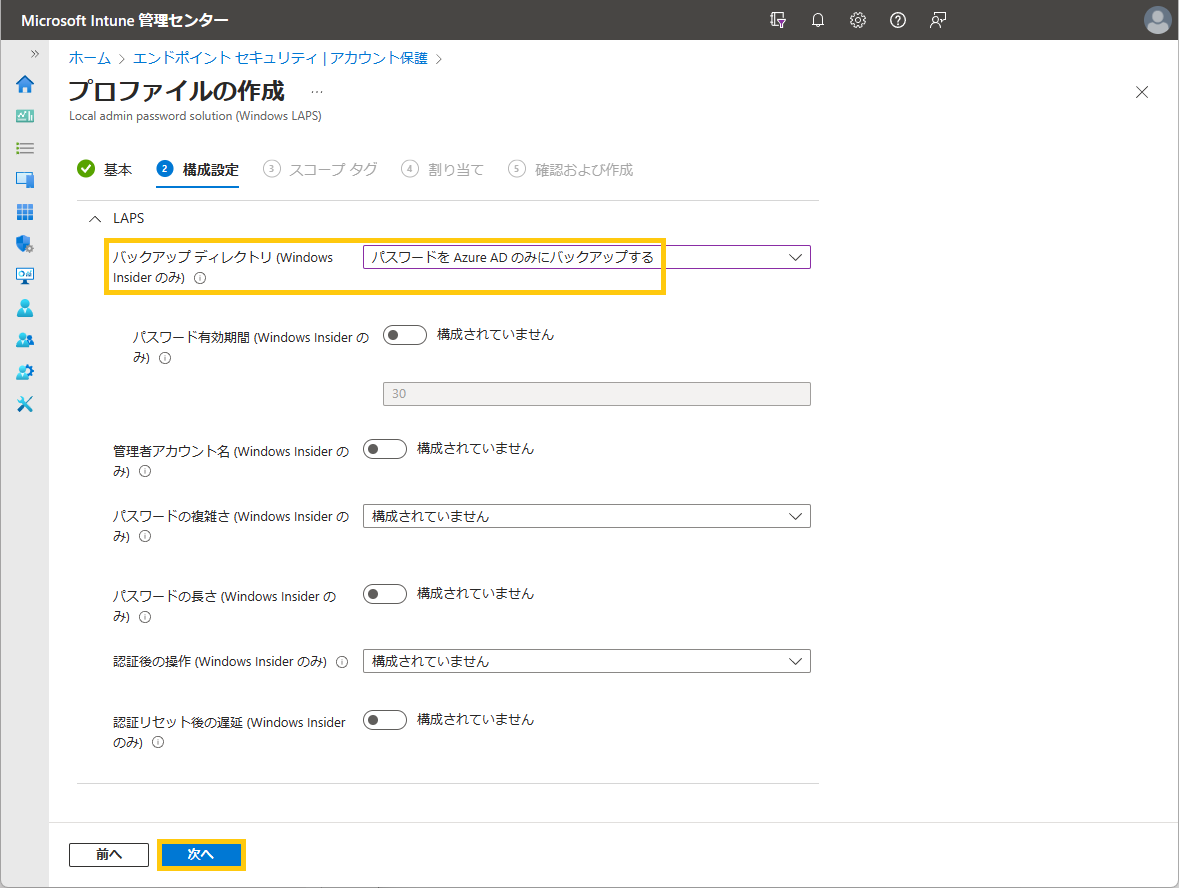 Microsoft Intune 管理センター
ホーム > エンドポイント セキュリティ | アカウント保護 >
プロファイルの作成 …
Local admin password solution (Windows LAPS)
基本 2 構成設定 3 スコープ タグ 4 割り当て 5 確認および作成
LAPS
バックアップ ディレクトリ (Windows
Insider のみ)
パスワードを Azure AD のみにバックアップする
パスワード有効期間 (Windows Insider の
み)
構成されていません
30
管理者アカウント名 (Windows Insider の
み)
構成されていません
パスワードの複雑さ (Windows Insider の
み)
構成されていません
パスワードの長さ (Windows Insider の
み)
構成されていません
認証後の操作 (Windows Insider のみ)
構成されていません
認証リセット後の遅延 (Windows Insider
のみ)
構成されていません
前へ 次へ